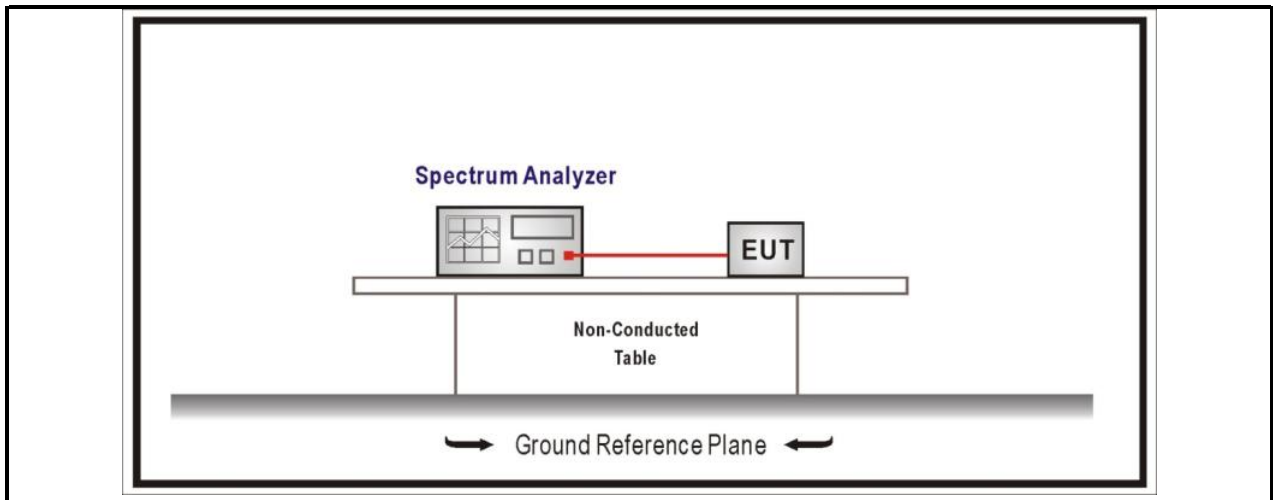 Spectrum Analyzer
EUT
Non-Conducted
Table
Ground Reference Plane